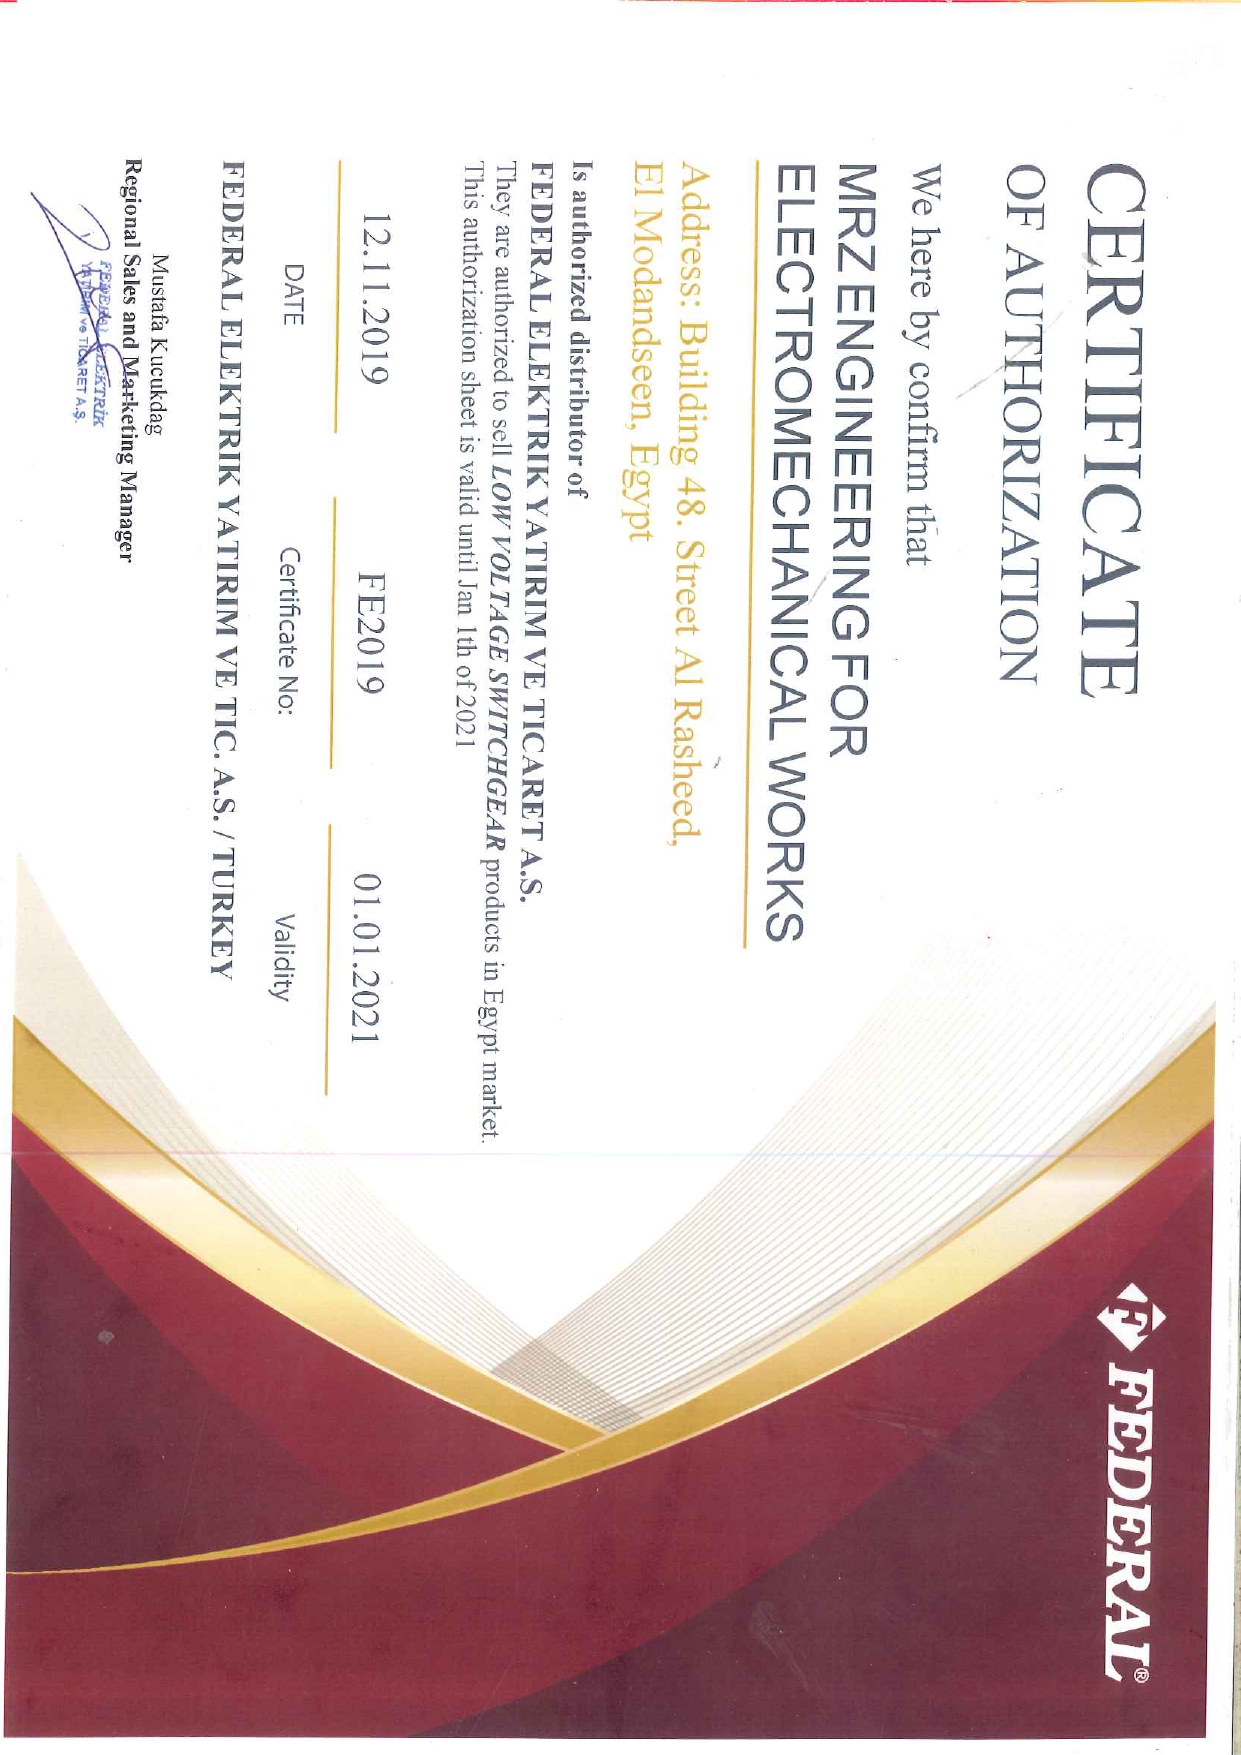 FEDERAL®
CERTIFICATE
OF AUTHORIZATION
We here by confirm that
MRZ ENGINEERING FOR
ELECTROMECHANICAL WORKS
Address: Building 48. Street Al Rasheed,
El Modandseen, Egypt
Is authorized distributor of
FEDERAL ELEKTRIK YATIRIM VE TICARET A.S.
They are authorized to sell LOW VOLTAGE SWITCHGEAR products in Egypt market.
This authorization sheet is valid until Jan 1th of 2021
12.11.2019 FE2019 01.01.2021
DATE Certificate No: Validity
FEDERAL ELEKTRIK YATIRIM VE TIC. A.S. / TURKEY
Mustafa Kucukdag
Regional Sales and Marketing Manager
FEDERAL ELEKTRİK
YATIRIM ve TİCARET A.Ş.